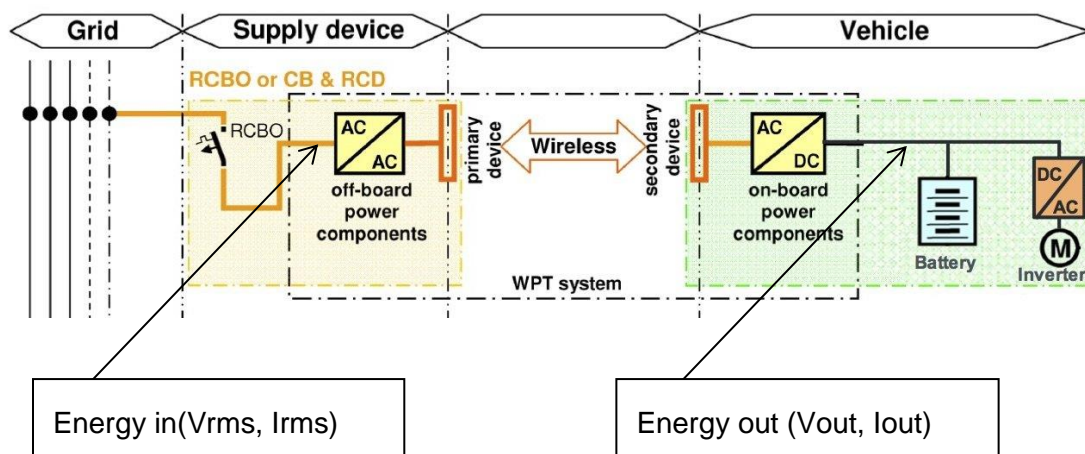 Grid
Supply device
Vehicle
RCBO or CB & RCD
RCBO
AC
AC
off-board
power
components
primary
device
Wireless
secondary
device
AC
DC
on-board
power
components
Battery
DC
AC
M
Inverter
WPT system
Energy in(Vrms, Irms)
Energy out (Vout, Iout)